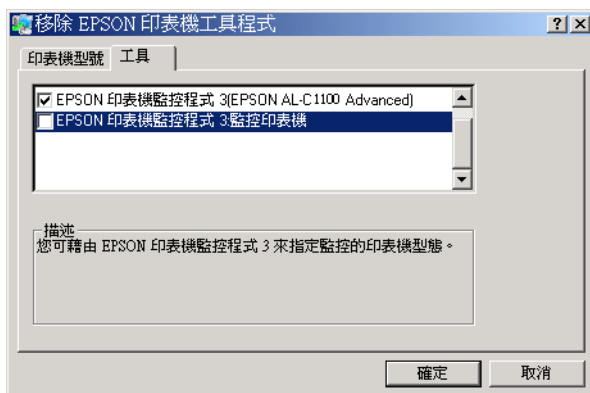 移除 EPSON 印表機工具程式
印表機型號 工具
EPSON 印表機監控程式 3(EPSON AL-C1100 Advanced)
EPSON 印表機監控程式 3:監控印表機
描述
您可藉由 EPSON 印表機監控程式 3 來指定監控的印表機型態。
確定 取消